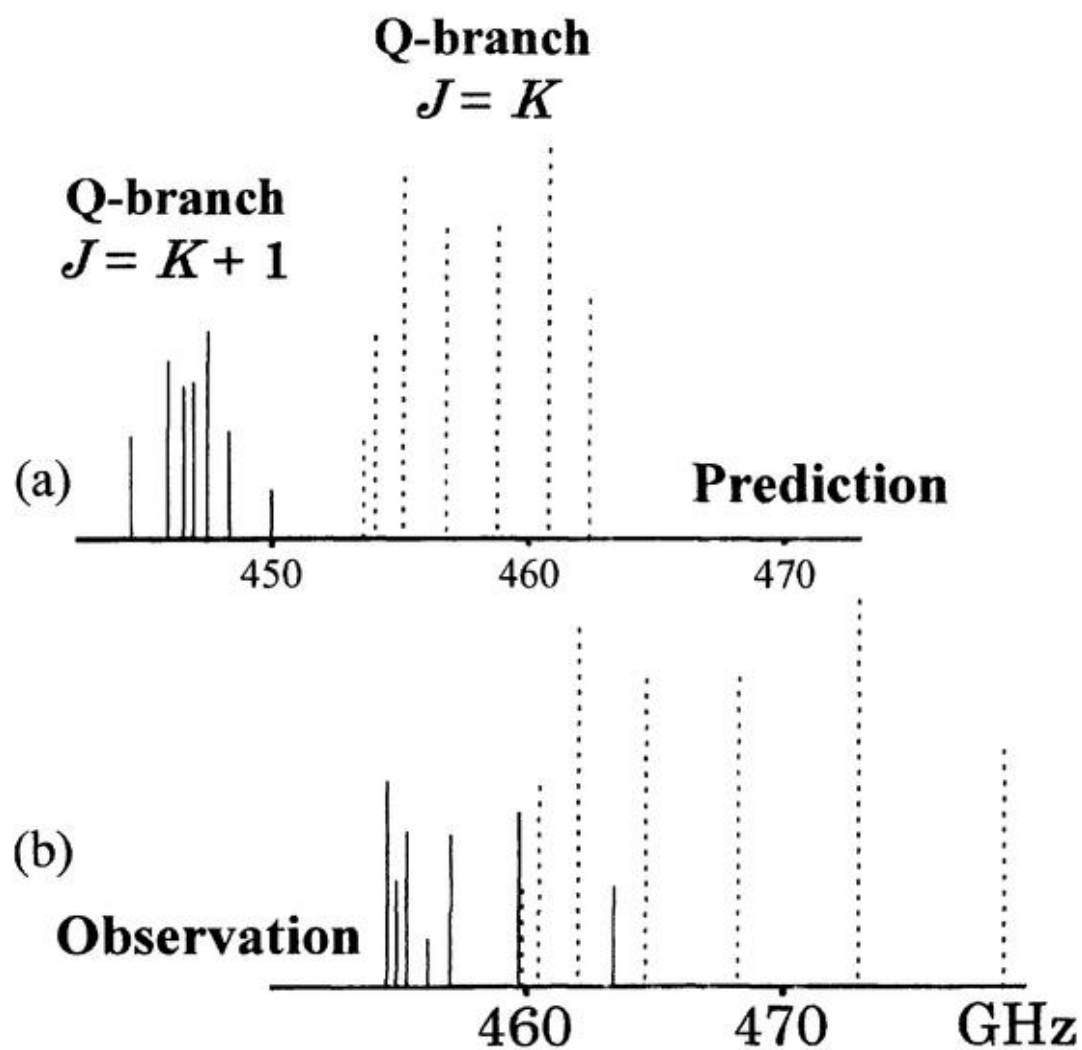 Q-branch
J = K
Q-branch
J = K + 1
(a)
Prediction
450 460 470
(b)
Observation
460 470 GHz